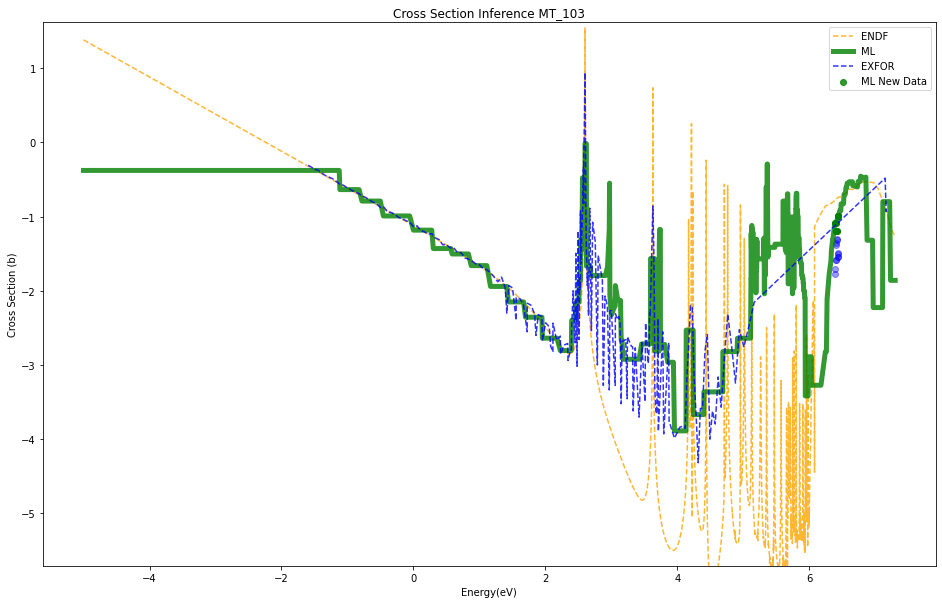 Cross Section Inference MT_103
ENDF
ML
EXFOR
ML New Data
Cross Section (b)
1
0
−1
−2
−3
−4
−5
−4
−2
0
2
4
6
Energy(eV)